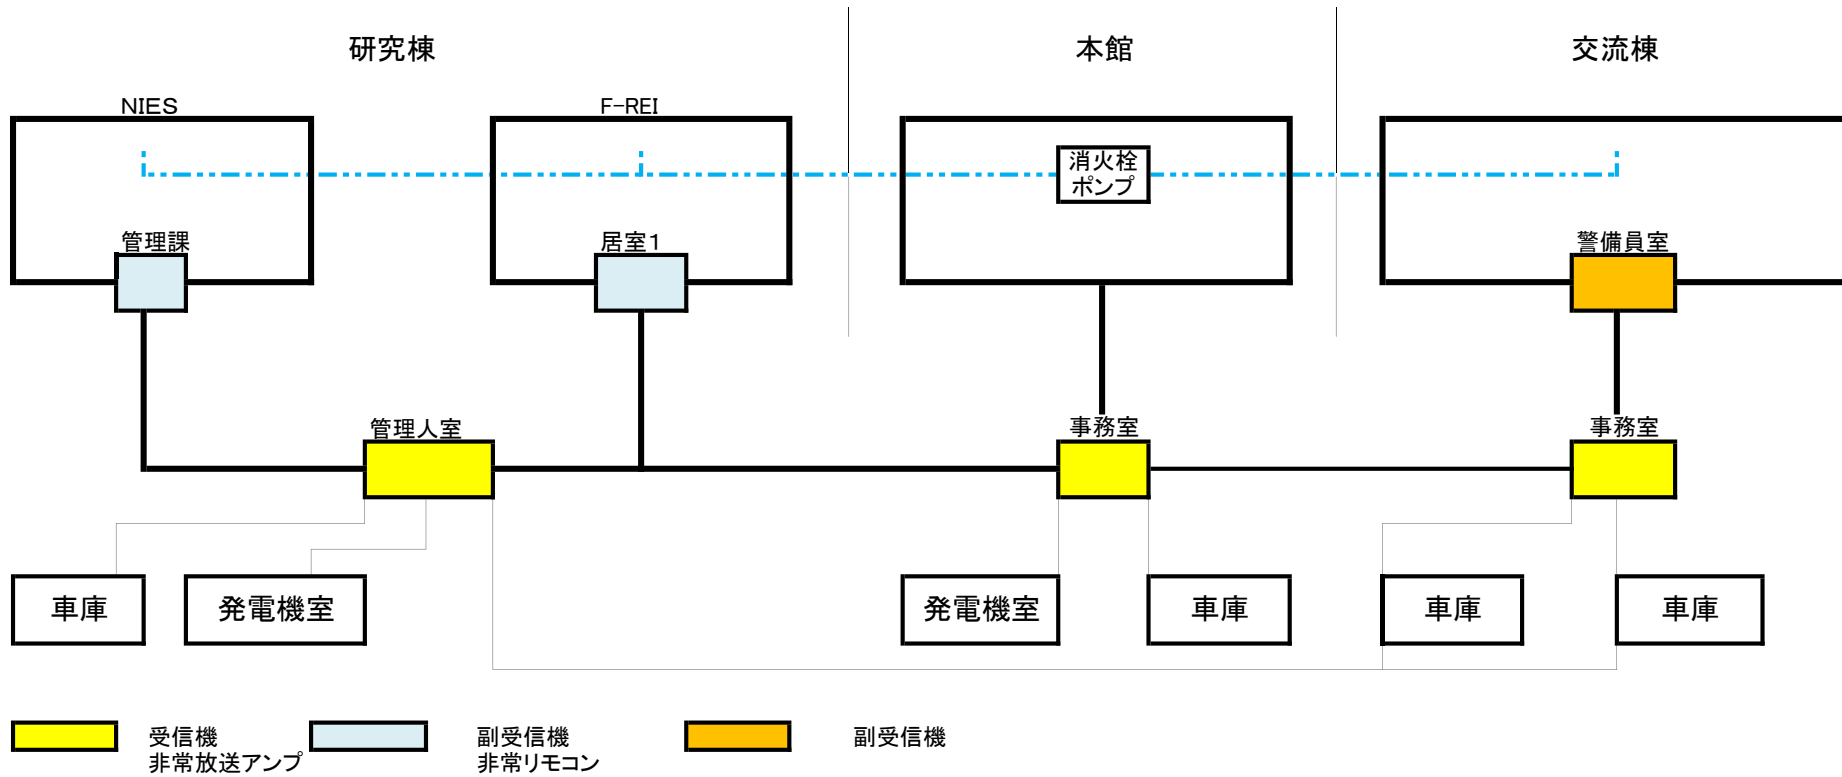 研究棟
本館
交流棟
NIES
F-REI
消火栓
ポンプ
管理課
居室1
警備員室
管理人室
事務室
事務室
車庫
発電機室
発電機室
車庫
車庫
車庫
受信機
非常放送アンプ
副受信機
非常リモコン
副受信機